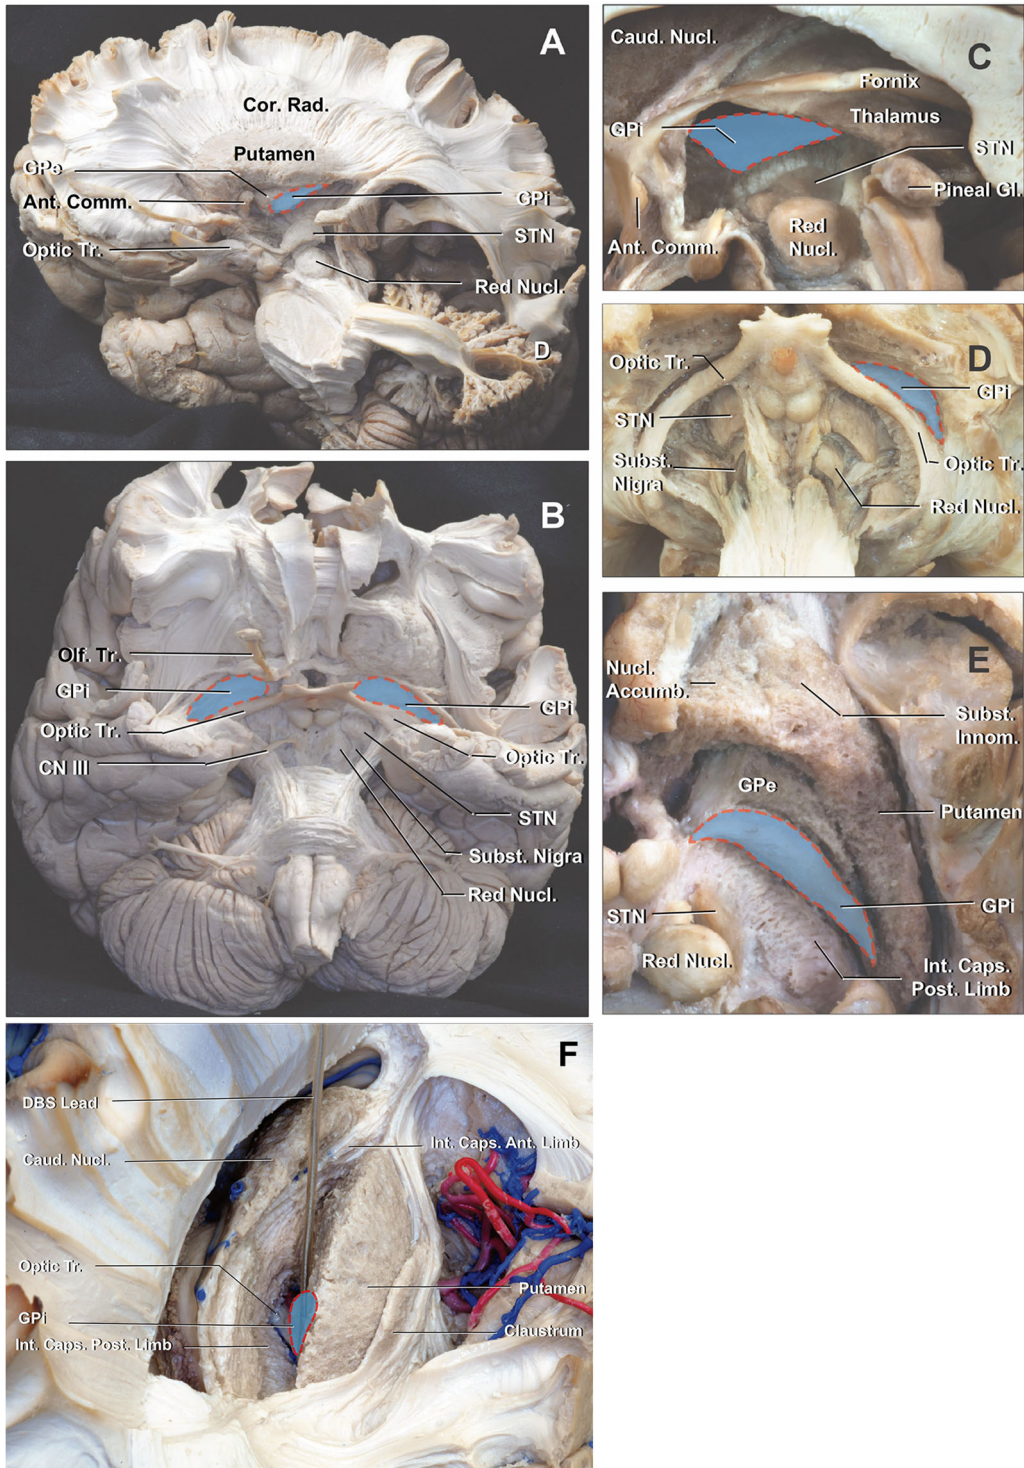 A
Cor. Rad.
Putamen
GPe
Ant. Comm.
Optic Tr.
GPi
STN
Red Nucl.
D
C
Caud. Nucl.
Fornix
GPi
Thalamus
STN
Pineal Gl.
Ant. Comm.
Red
Nucl.
D
Optic Tr.
GPi
STN
Subst.
Nigra
Optic Tr.
Red Nucl.
B
Olf. Tr.
GPi
Optic Tr.
CN III
GPi
Optic Tr.
STN
Subst. Nigra
Red Nucl.
E
Nucl.
Accumb.
Subst.
Innom.
GPe
Putamen
GPi
STN
Red Nucl.
Int. Caps.
Post. Limb
F
DBS Lead
Int. Caps. Ant. Limb
Caud. Nucl.
Optic Tr.
Putamen
GPi
Int. Caps. Post. Limb
Claustrum